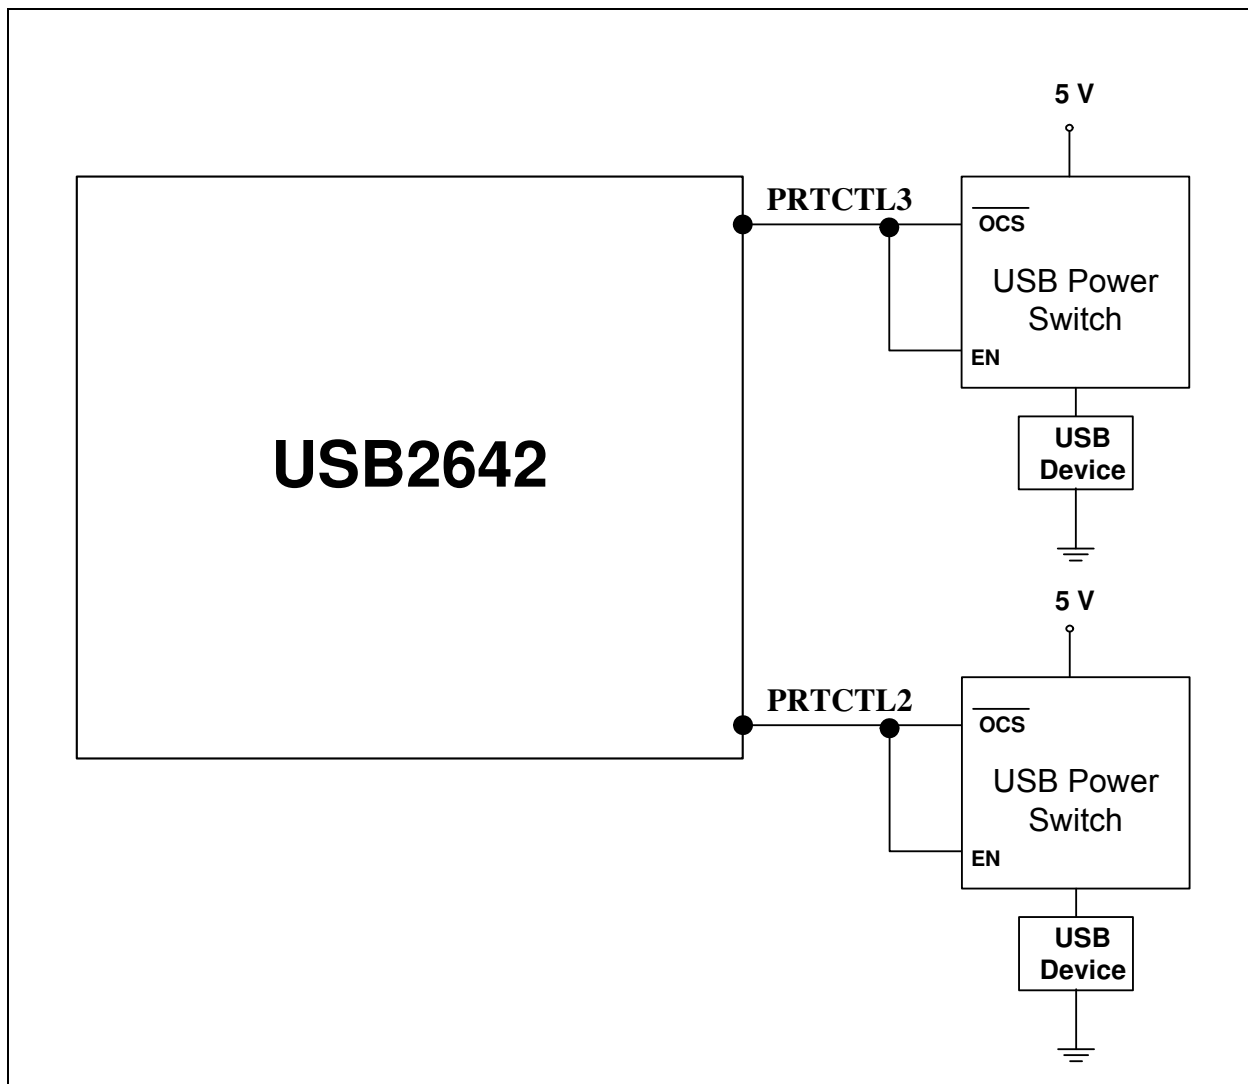 5 V
PRTCTL3
OCS
USB Power
Switch
EN
USB
Device
USB2642
5 V
PRTCTL2
OCS
USB Power
Switch
EN
USB
Device